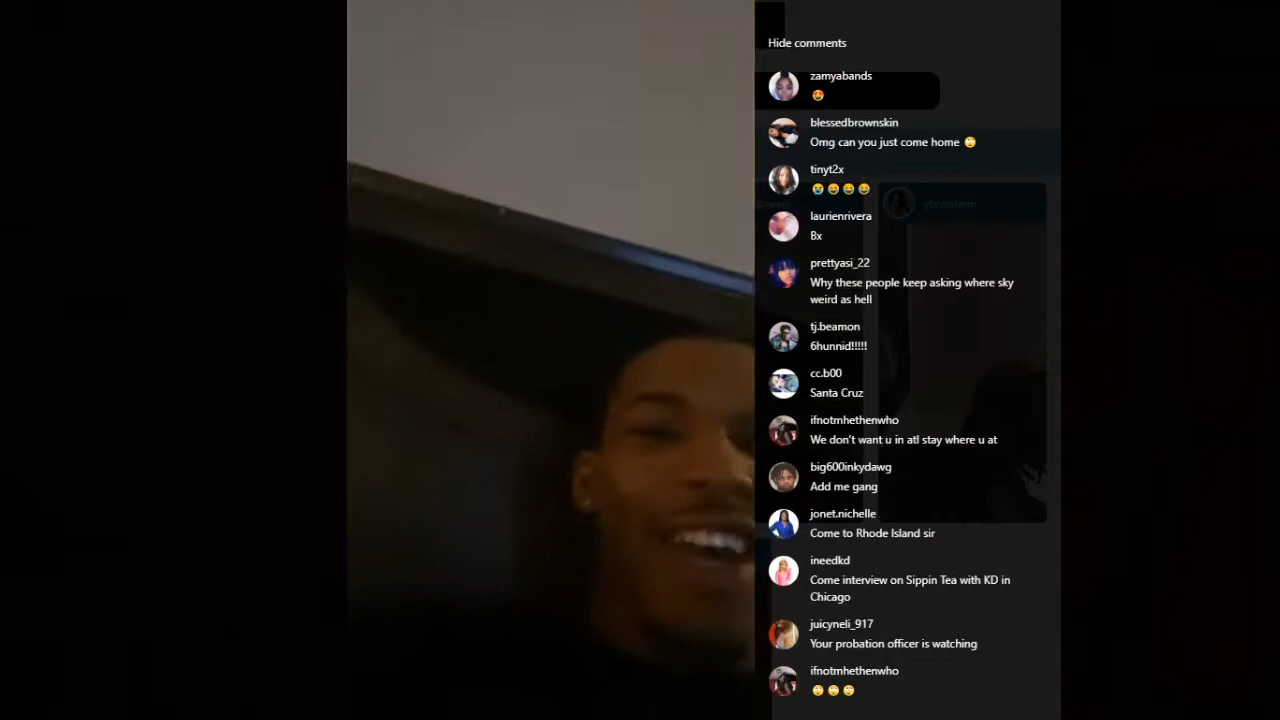 Hide comments
zamyabands
😍
blessedbrownskin
Omg can you just come home 🙄
tinyt2x
😭😂😂😂
laurienrivera
Bx
prettyasi_22
Why these people keep asking where sky
weird as hell
tj.beamon
6hunnid!!!!!
cc.b00
Santa Cruz
ifnotmhethenwho
We don't want u in atl stay where u at
big600inkydawg
Add me gang
jonet.nichelle
Come to Rhode Island sir
ineedkd
Come interview on Sippin Tea with KD in
Chicago
juicyneli_917
Your probation officer is watching
ifnotmhethenwho
🙄🙄🙄